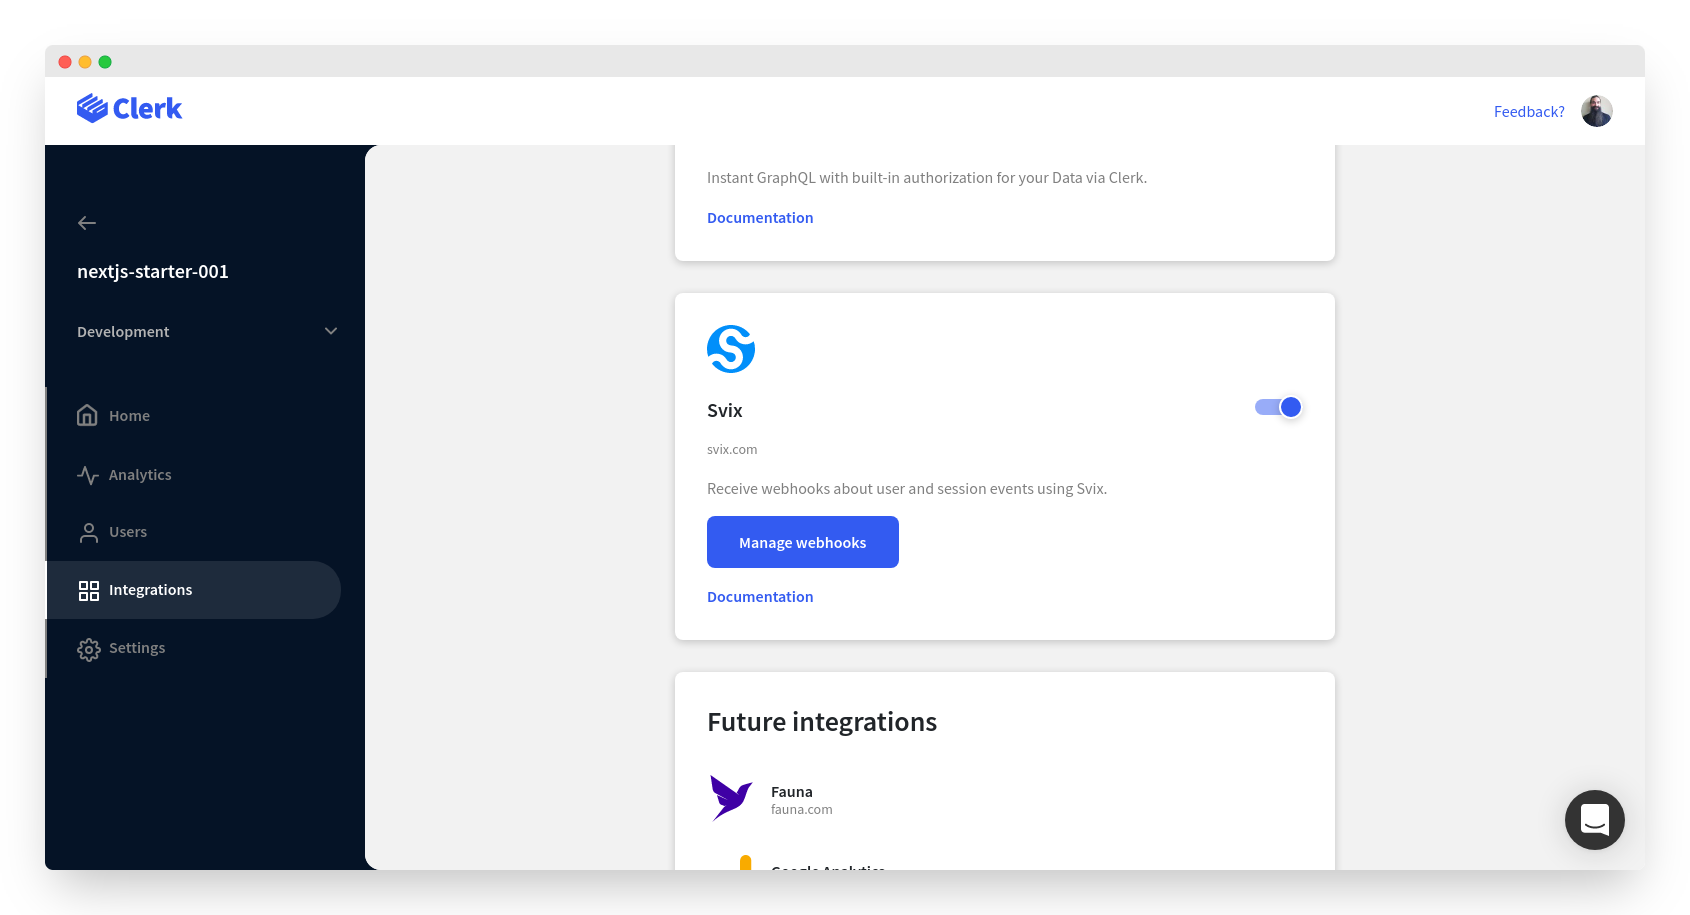 Clerk
Feedback?
nextjs-starter-001
Development
Home
Analytics
Users
Integrations
Settings
Instant GraphQL with built-in authorization for your Data via Clerk.
Documentation
Svix
svix.com
Receive webhooks about user and session events using Svix.
Manage webhooks
Documentation
Future integrations
Fauna
fauna.com
Google Analytics